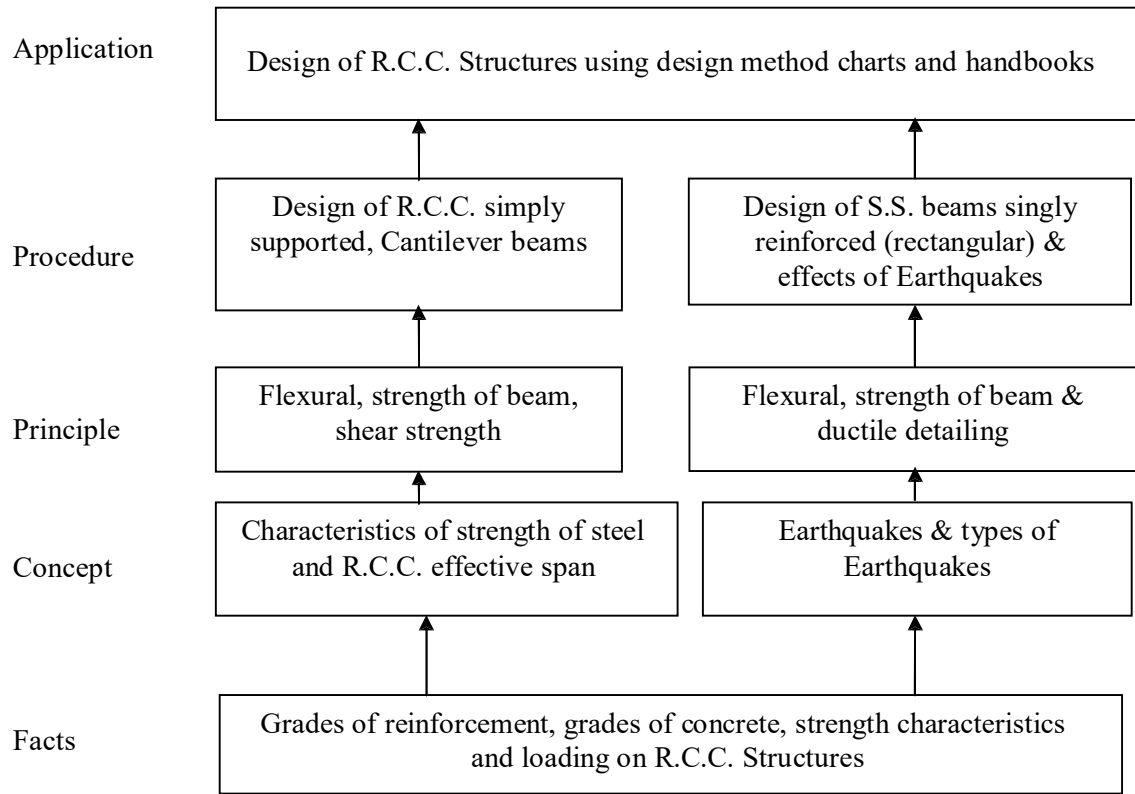 Application
Design of R.C.C. Structures using design method charts and handbooks
Procedure
Design of R.C.C. simply
supported, Cantilever beams
Design of S.S. beams singly
reinforced (rectangular) &
effects of Earthquakes
Principle
Flexural, strength of beam,
shear strength
Flexural, strength of beam &
ductile detailing
Concept
Characteristics of strength of steel
and R.C.C. effective span
Earthquakes & types of
Earthquakes
Facts
Grades of reinforcement, grades of concrete, strength characteristics
and loading on R.C.C. Structures